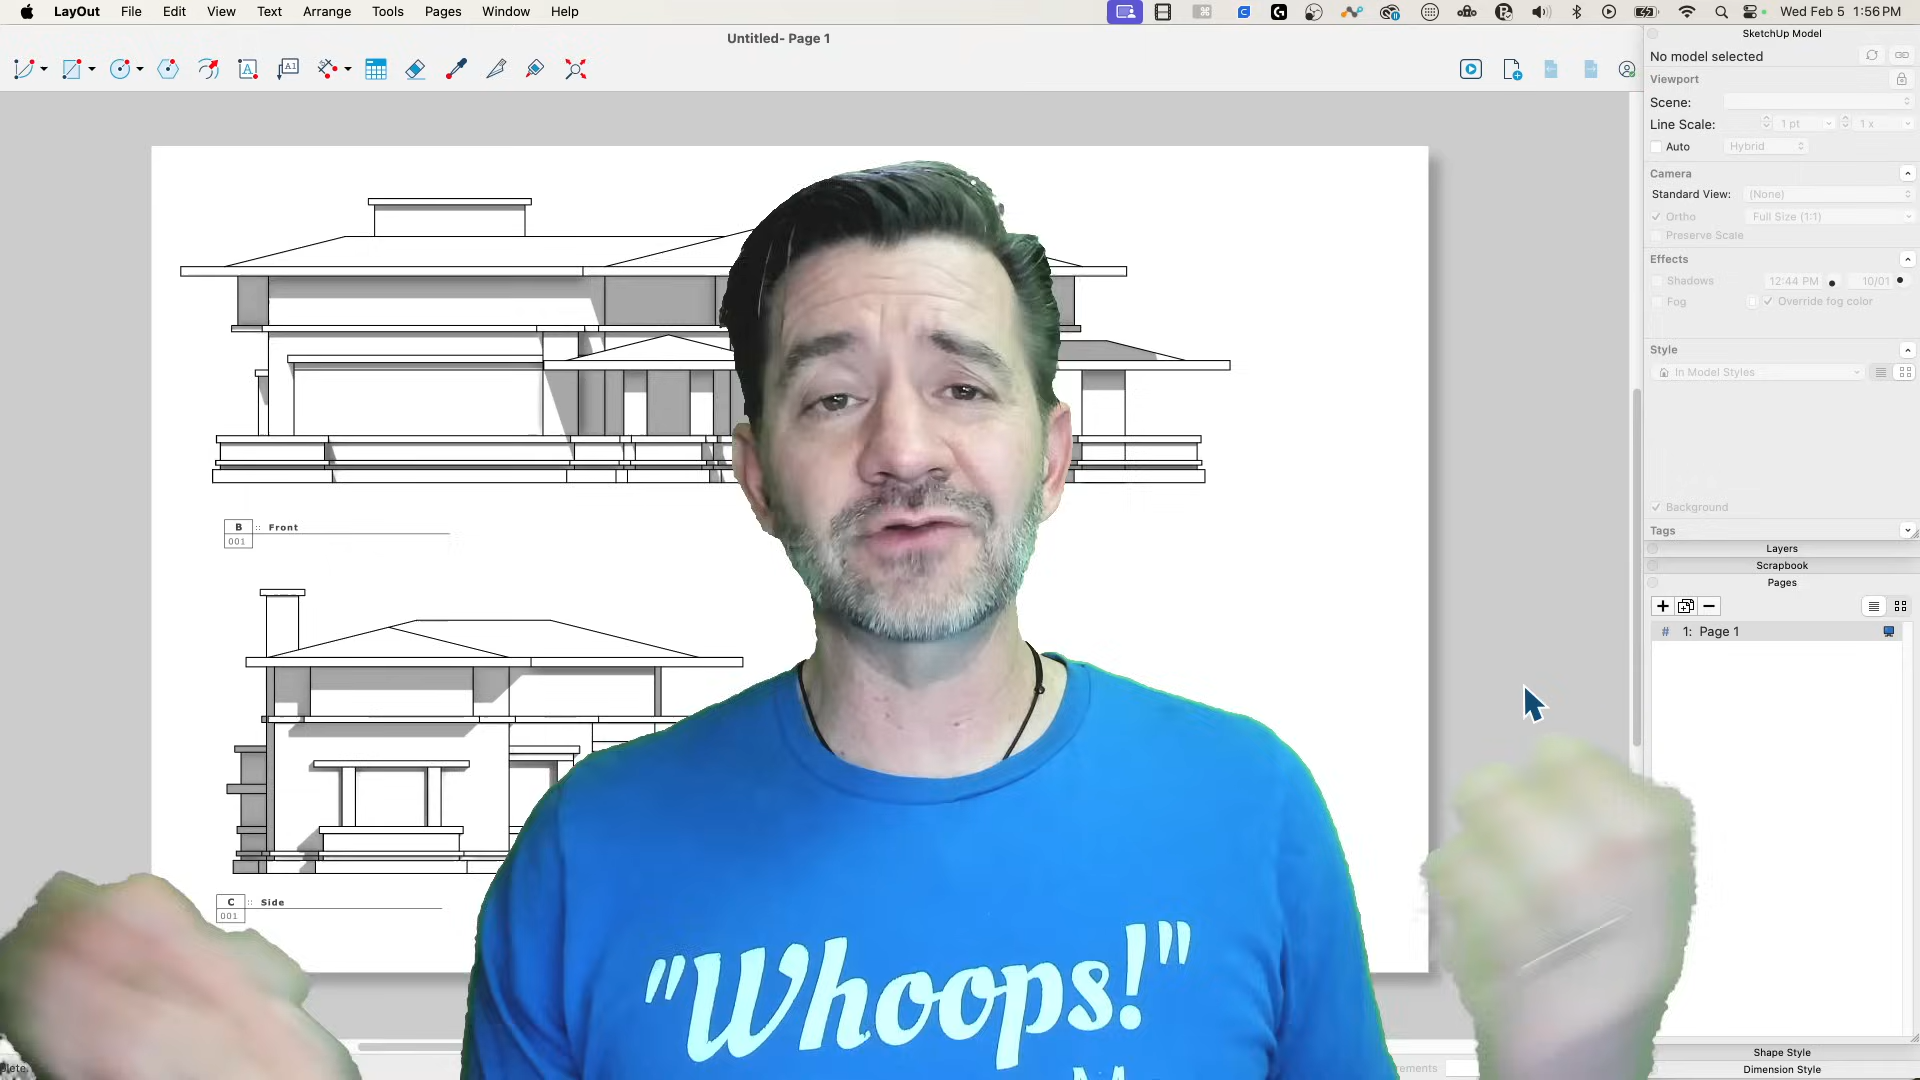 LayOut File Edit View Text Arrange Tools Pages Window Help
Wed Feb 5 1:56 PM
Untitled- Page 1
SketchUp Model
No model selected
Viewport
Scene:
Line Scale: 1 pt 1 x
Auto Hybrid
Camera
Standard View: (None)
Ortho Full Size (1:1)
Preserve Scale
Effects
Shadows 12:44 PM 10/01
Fog Override fog color
Style
In Model Styles
Background
Tags
Layers
Scrapbook
Pages
# 1: Page 1
Shape Style
Dimension Style
A1
B :: Front
001
C :: Side
001
"Whoops!"